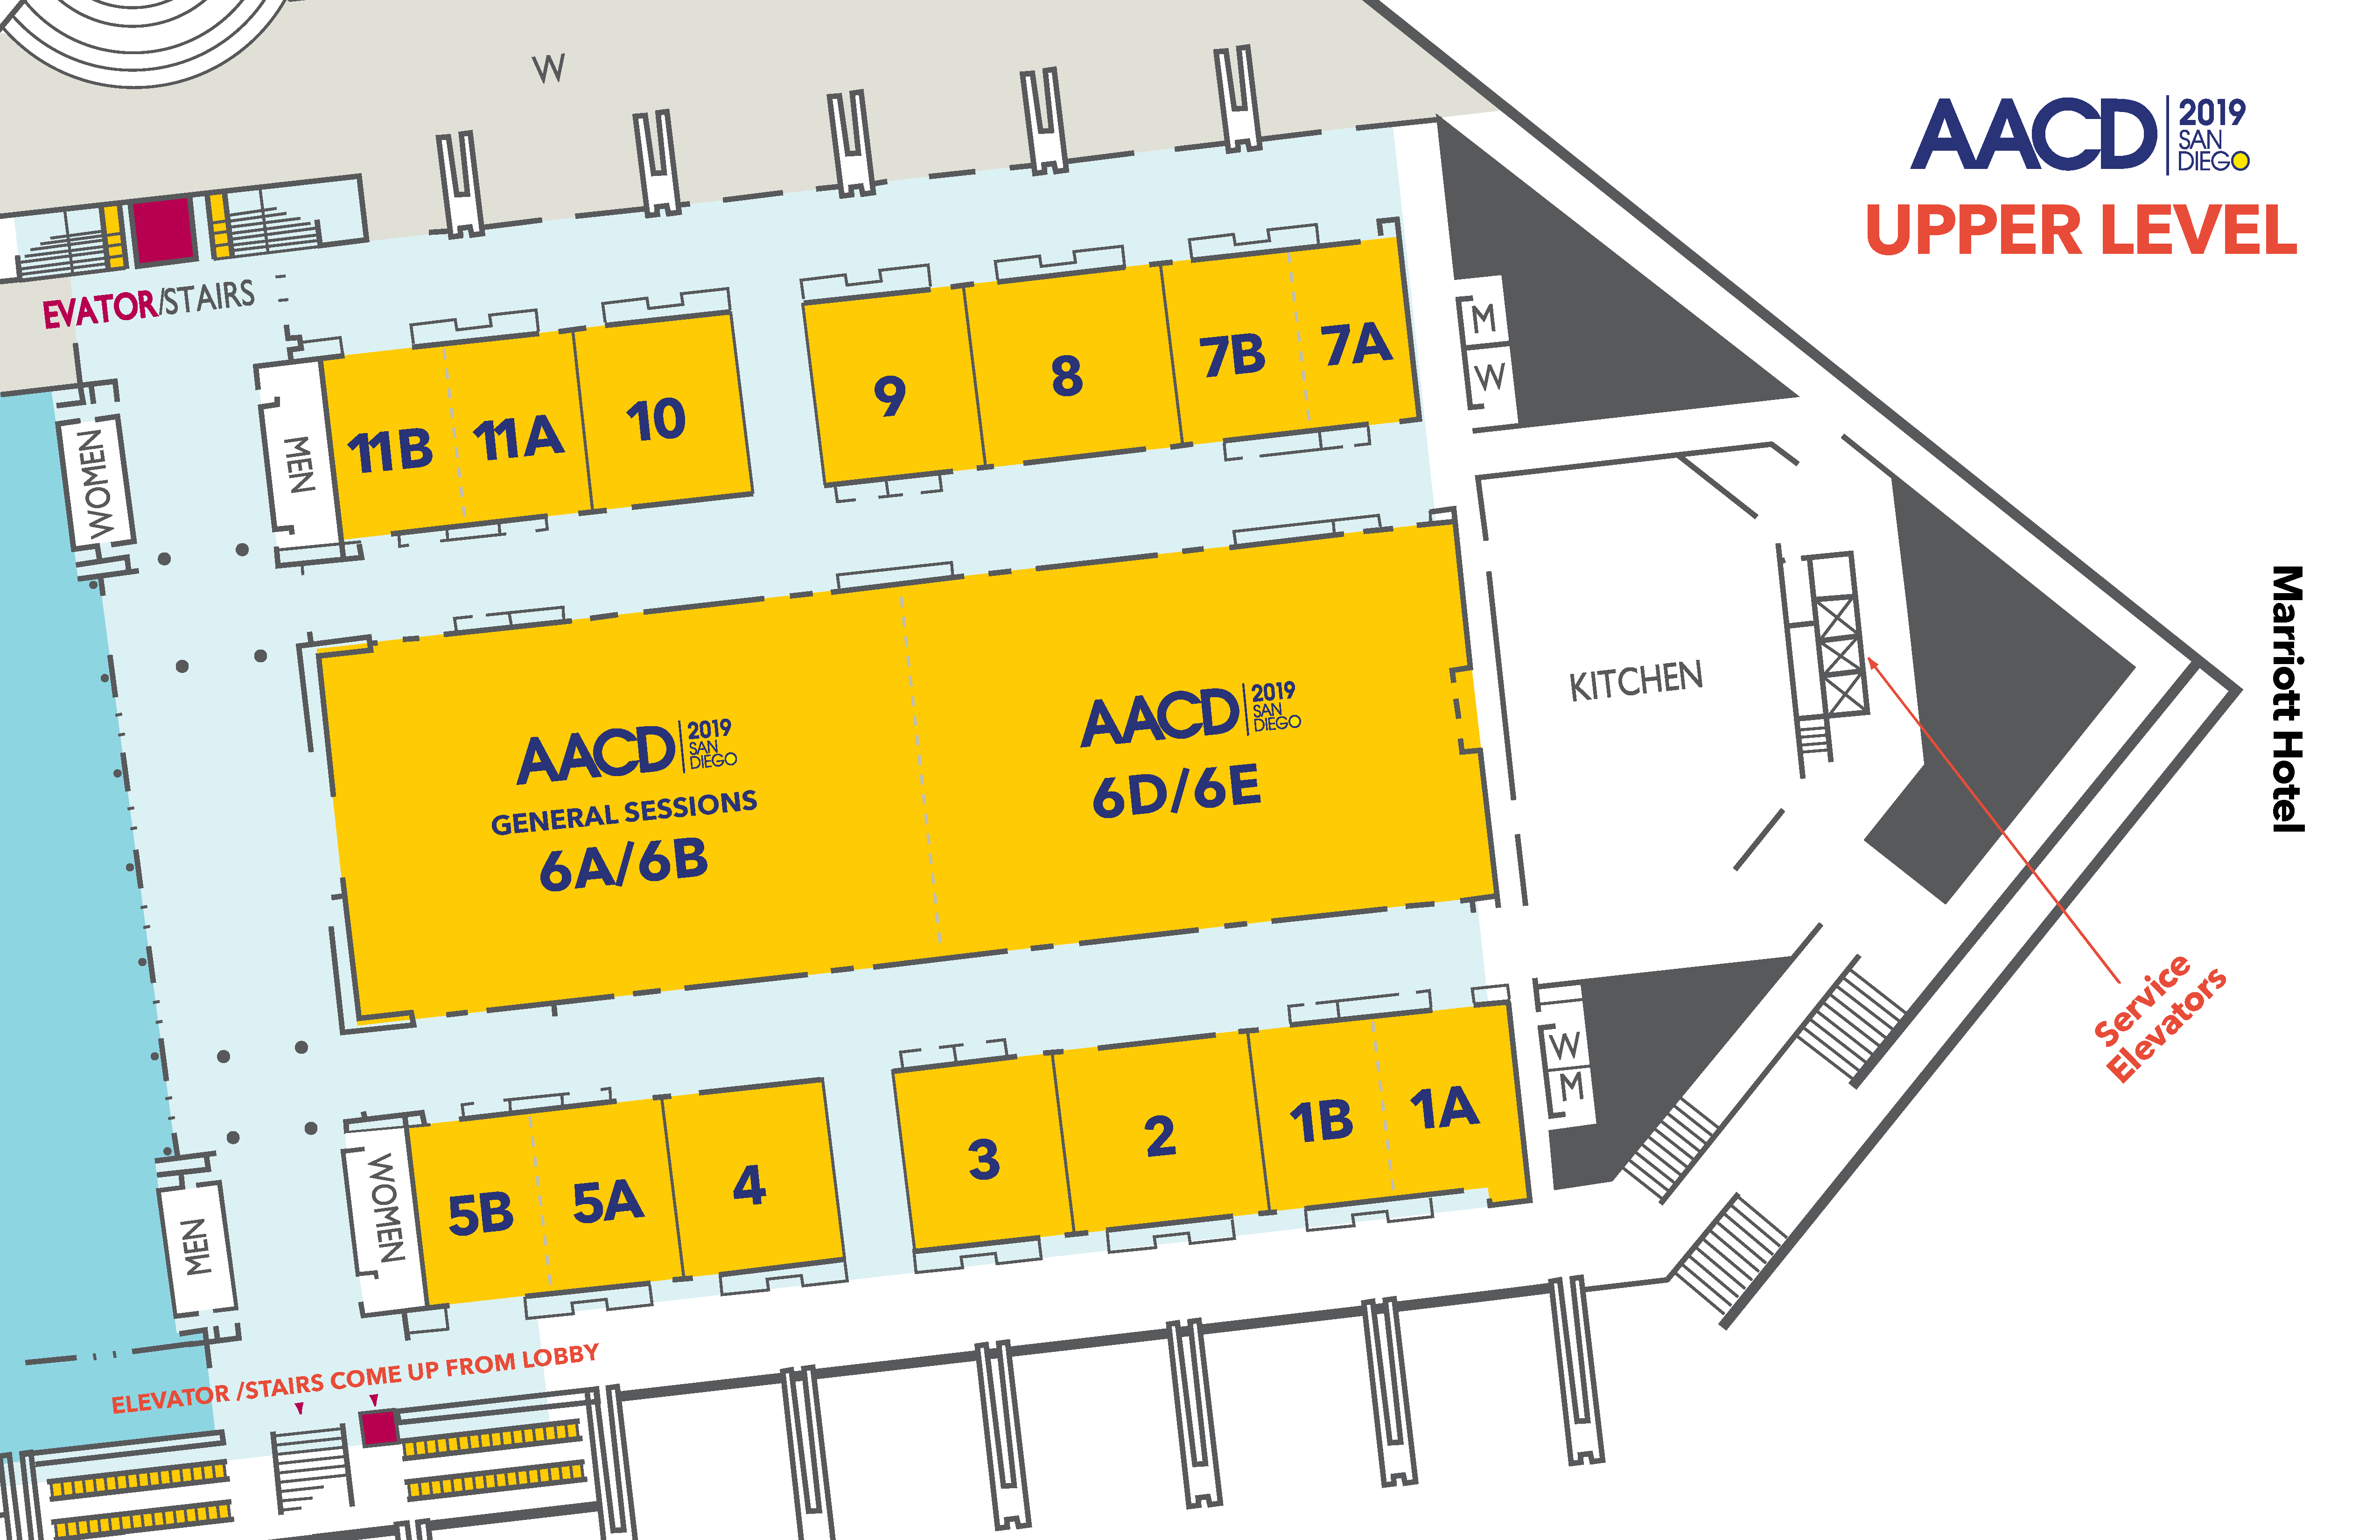 W
AACD
2019
SAN
DIEGO
UPPER LEVEL
EVATOR/STAIRS
11B
11A
10
9
8
7B
7A
M
W
WOMEN
MEN
AACD
2019
SAN
DIEGO
GENERAL SESSIONS
6A/6B
AACD
2019
SAN
DIEGO
6D/6E
KITCHEN
Marriott Hotel
Service
Elevators
W
M
MEN
WOMEN
5B
5A
4
3
2
1B
1A
ELEVATOR /STAIRS COME UP FROM LOBBY